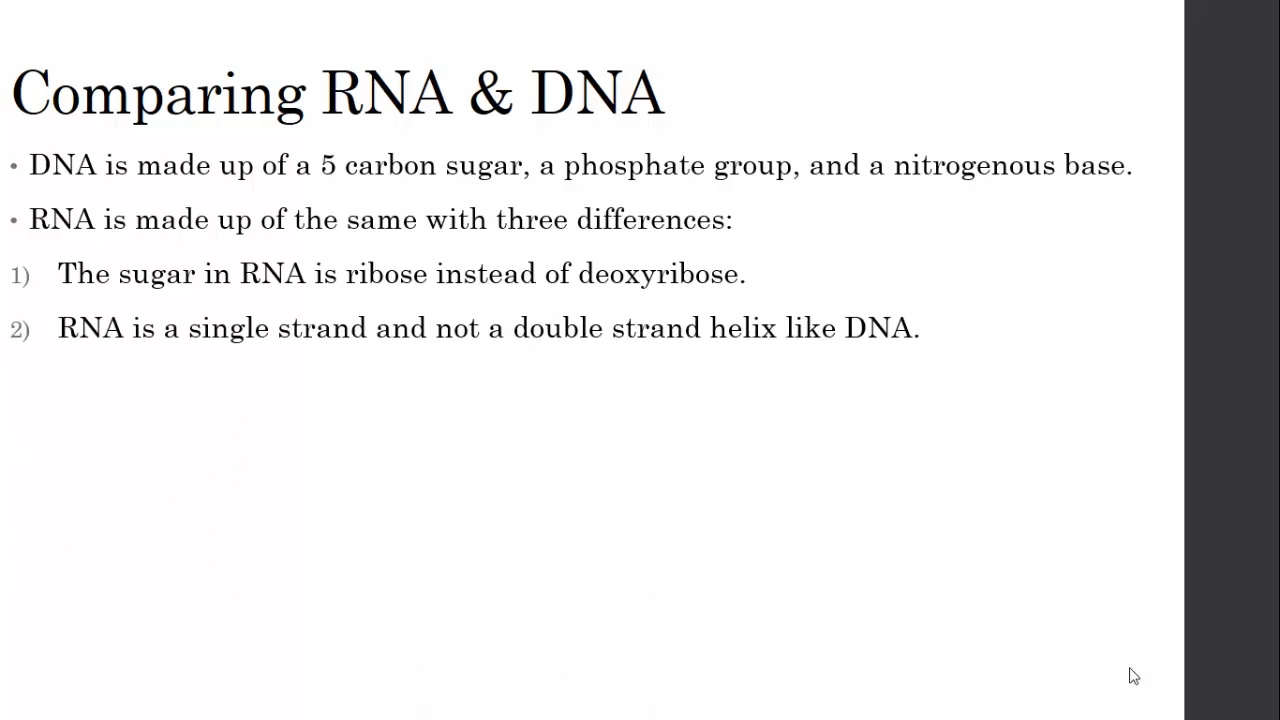 Comparing RNA & DNA
• DNA is made up of a 5 carbon sugar, a phosphate group, and a nitrogenous base.
• RNA is made up of the same with three differences:
1) The sugar in RNA is ribose instead of deoxyribose.
2) RNA is a single strand and not a double strand helix like DNA.